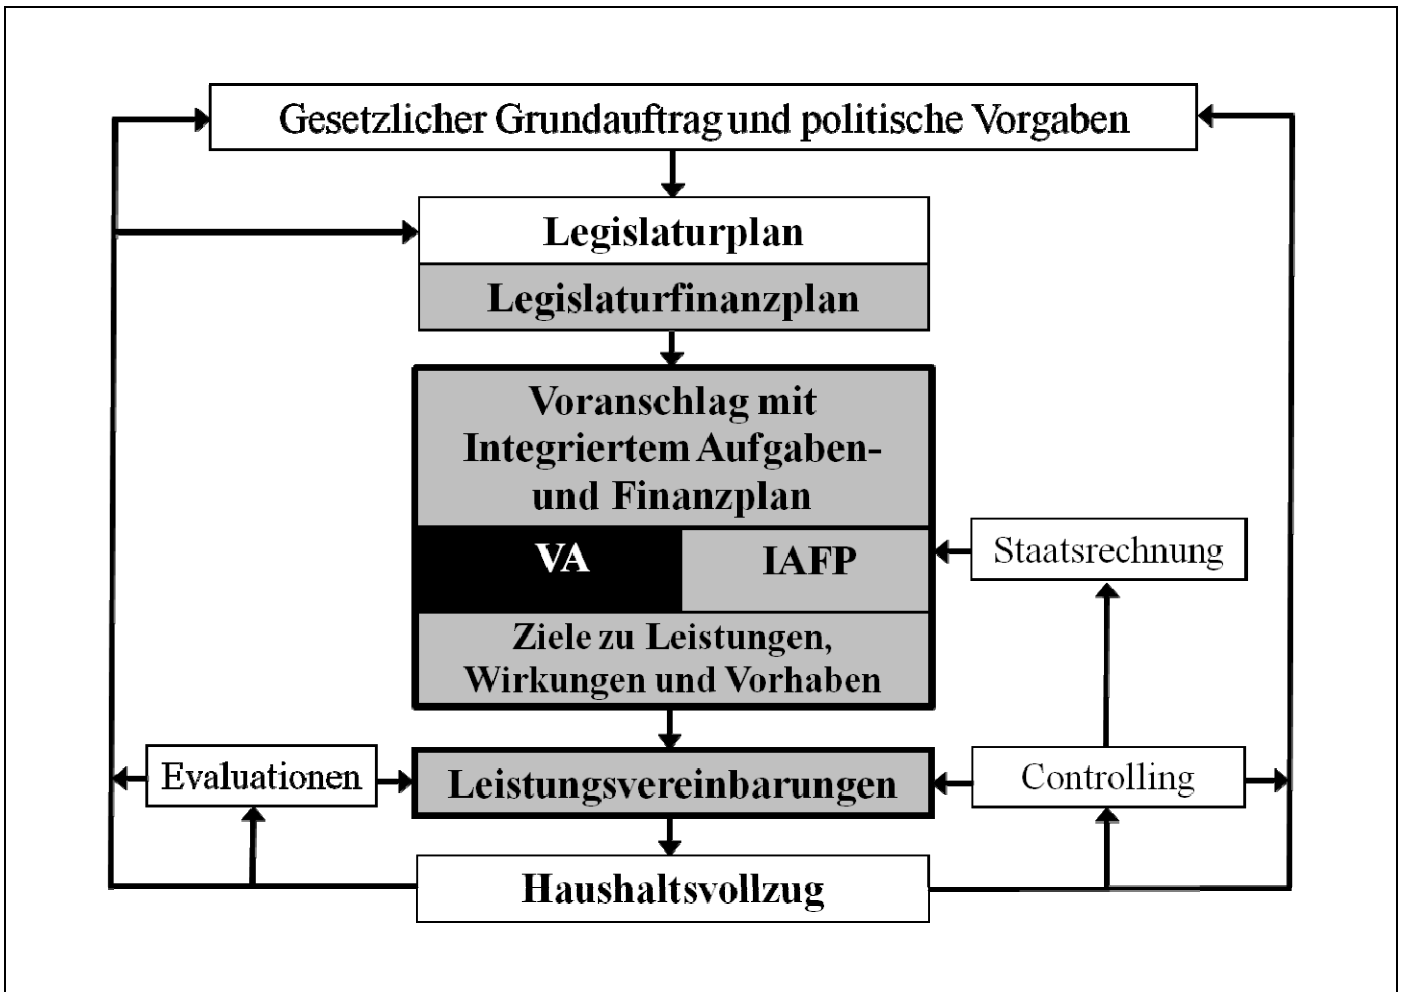 Gesetzlicher Grundauftrag und politische Vorgaben
Legislaturplan
Legislaturfinanzplan
Voranschlag mit
Integriertem Aufgaben-
und Finanzplan
VA
IAFP
Staatsrechnung
Ziele zu Leistungen,
Wirkungen und Vorhaben
Evaluationen
Leistungsvereinbarungen
Controlling
Haushaltsvollzug